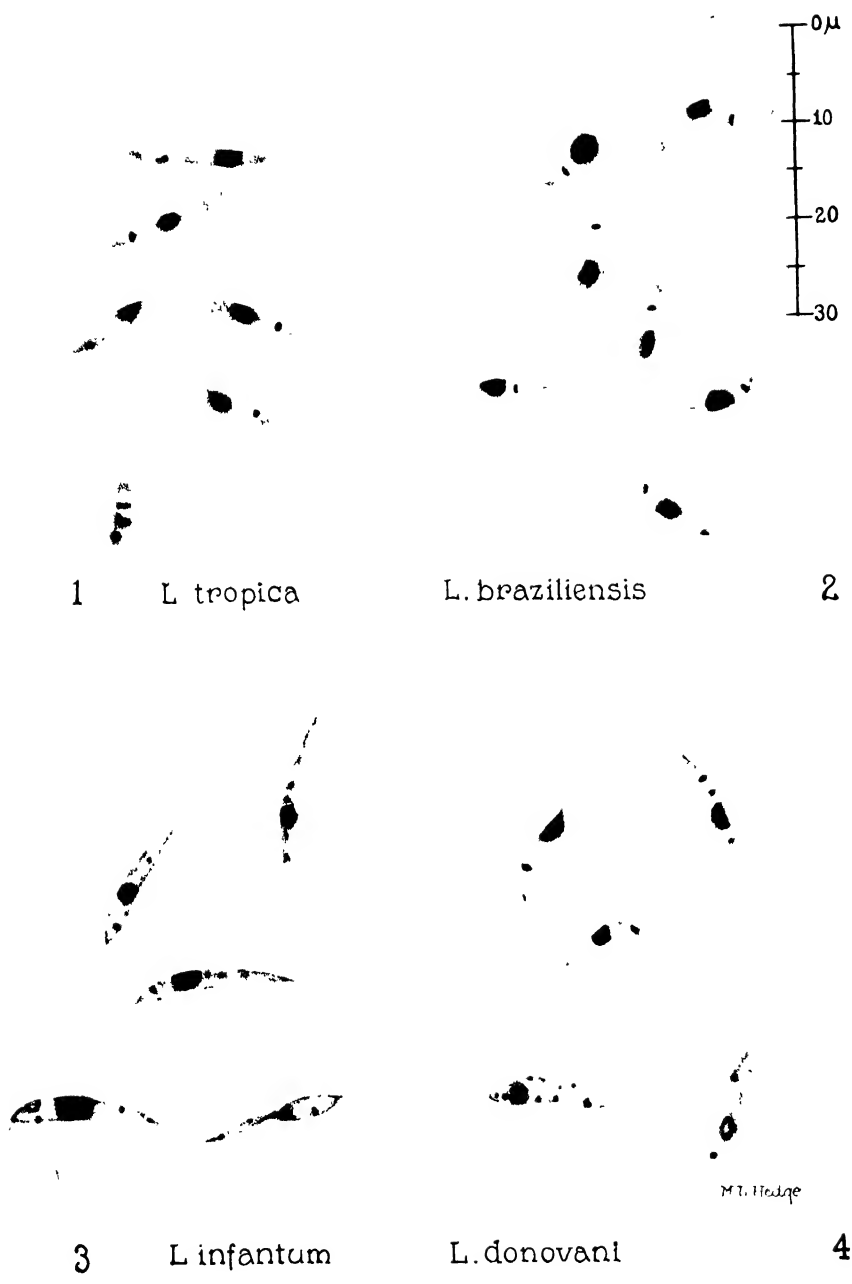 0μ
10
20
30
1 L tropica
L. braziliensis 2
M T. Hedge
3 L infantum
L. donovani 4